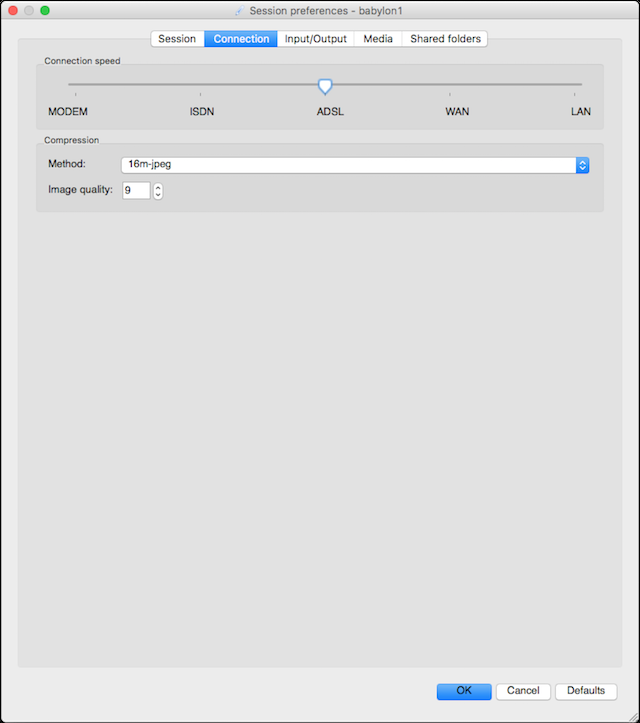 Session preferences - babylon1
Session Connection Input/Output Media Shared folders
Connection speed
MODEM ISDN ADSL WAN LAN
Compression
Method: 16m-jpeg
Image quality: 9
OK Cancel Defaults